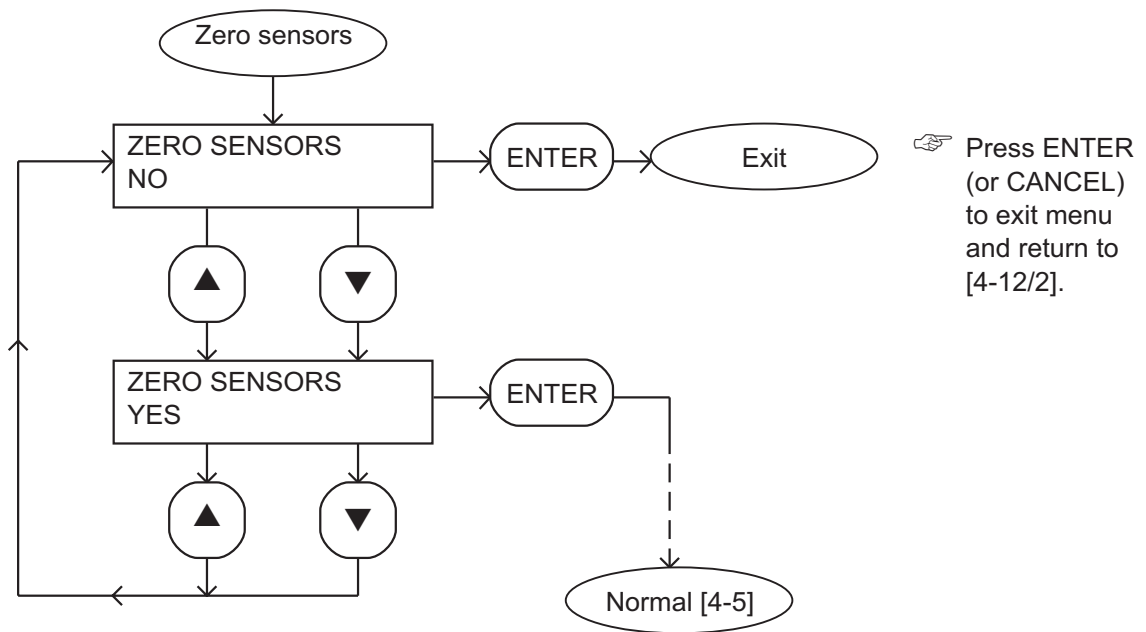 Zero sensors
ZERO SENSORS
NO
ENTER
Exit
Press ENTER
(or CANCEL)
to exit menu
and return to
[4-12/2].
ZERO SENSORS
YES
ENTER
Normal [4-5]